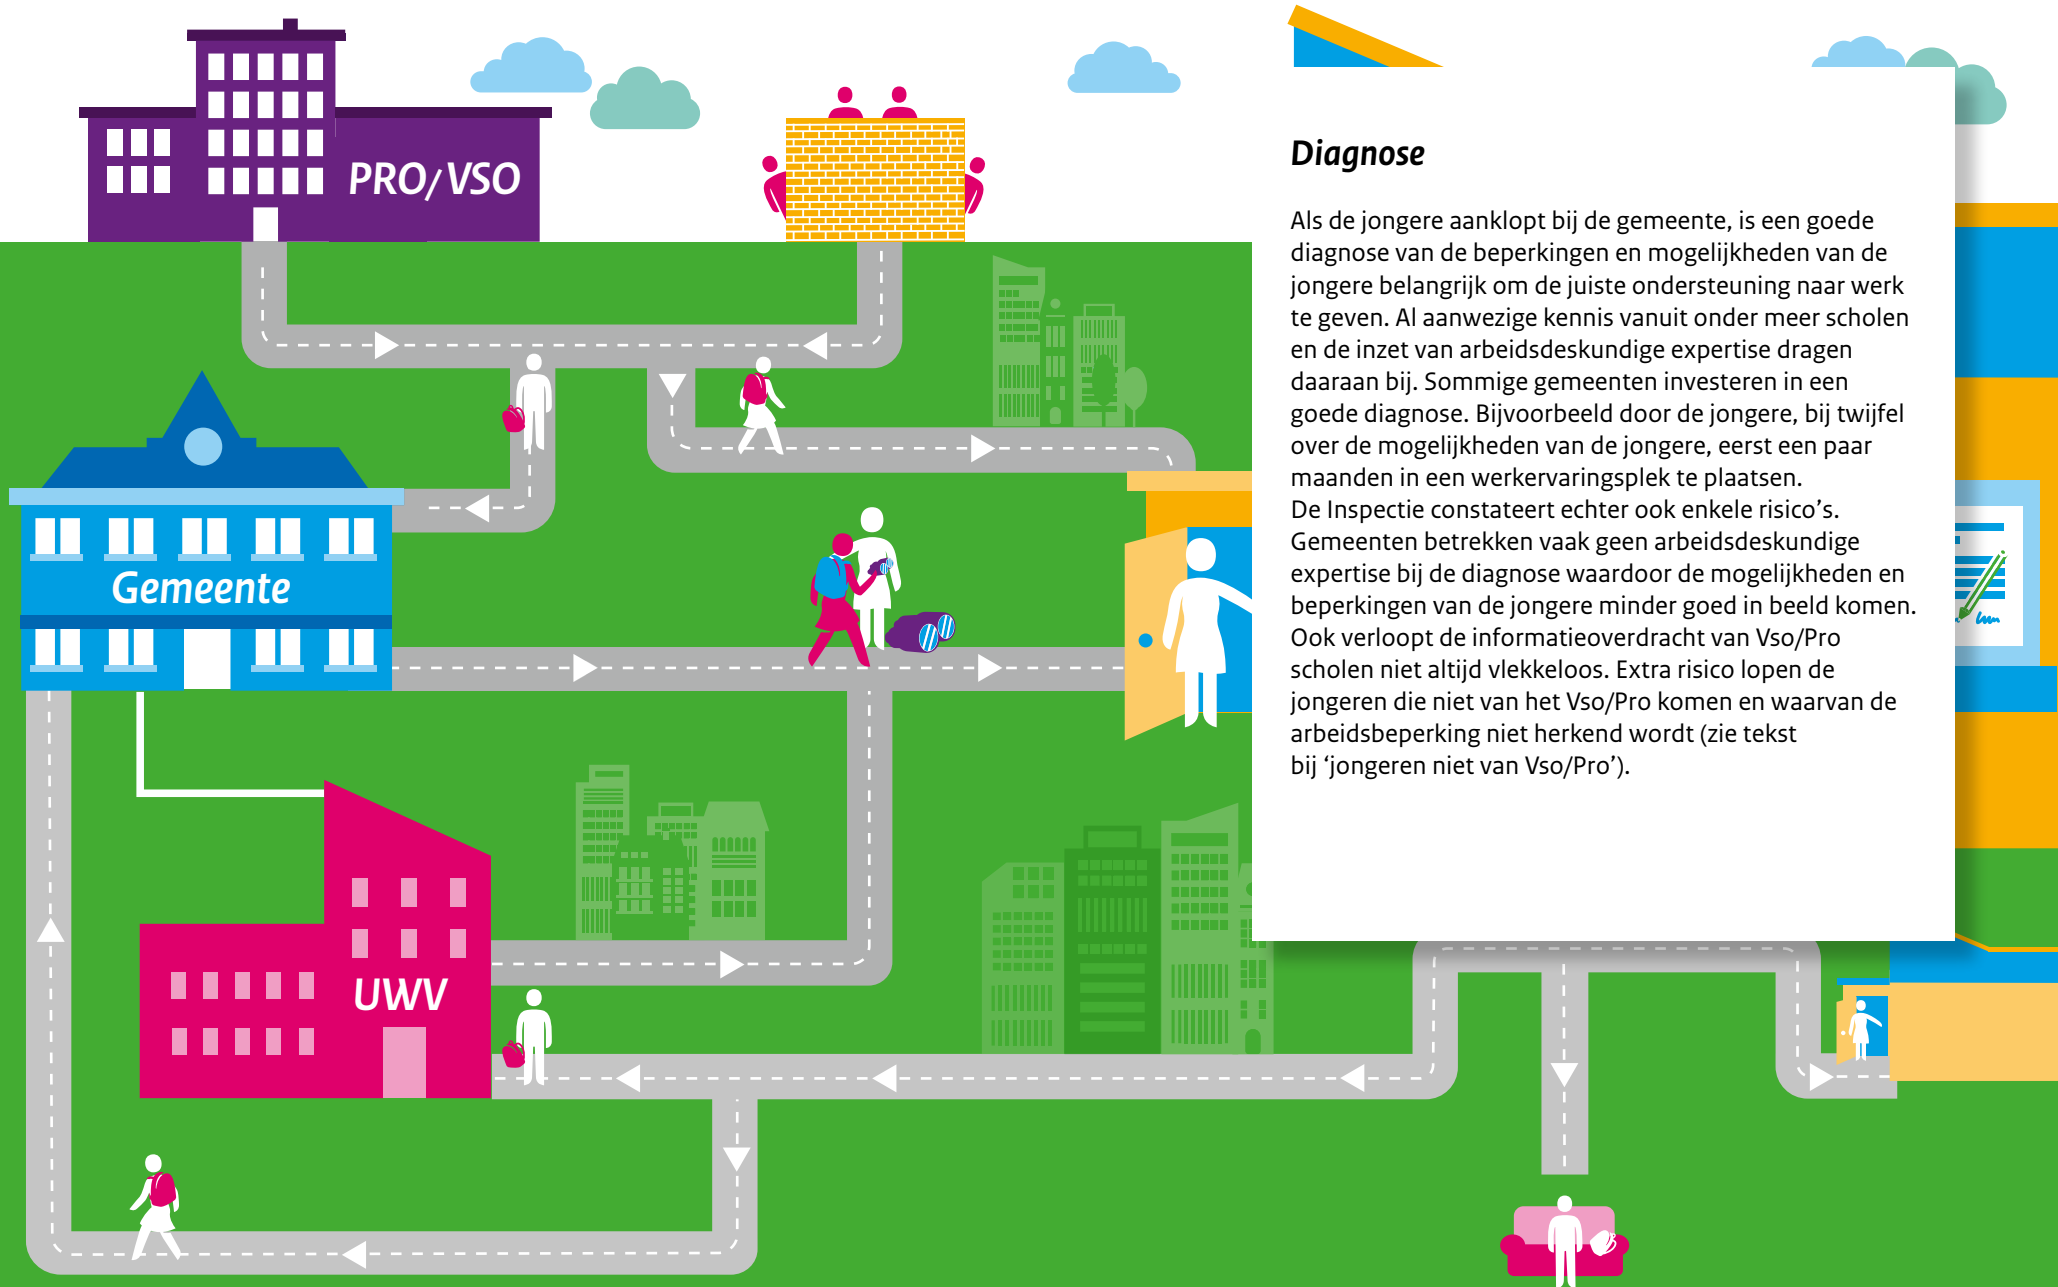 PRO/VSO
Gemeente
UWV
Diagnose
Als de jongere aanklopt bij de gemeente, is een goede
diagnose van de beperkingen en mogelijkheden van de
jongere belangrijk om de juiste ondersteuning naar werk
te geven. Al aanwezige kennis vanuit onder meer scholen
en de inzet van arbeidsdeskundige expertise dragen
daaraan bij. Sommige gemeenten investeren in een
goede diagnose. Bijvoorbeeld door de jongere, bij twijfel
over de mogelijkheden van de jongere, eerst een paar
maanden in een werkervaringsplek te plaatsen.
De Inspectie constateert echter ook enkele risico’s.
Gemeenten betrekken vaak geen arbeidsdeskundige
expertise bij de diagnose waardoor de mogelijkheden en
beperkingen van de jongere minder goed in beeld komen.
Ook verloopt de informatieoverdracht van Vso/Pro
scholen niet altijd vlekkeloos. Extra risico lopen de
jongeren die niet van het Vso/Pro komen en waarvan de
arbeidsbeperking niet herkend wordt (zie tekst
bij ‘jongeren niet van Vso/Pro’).